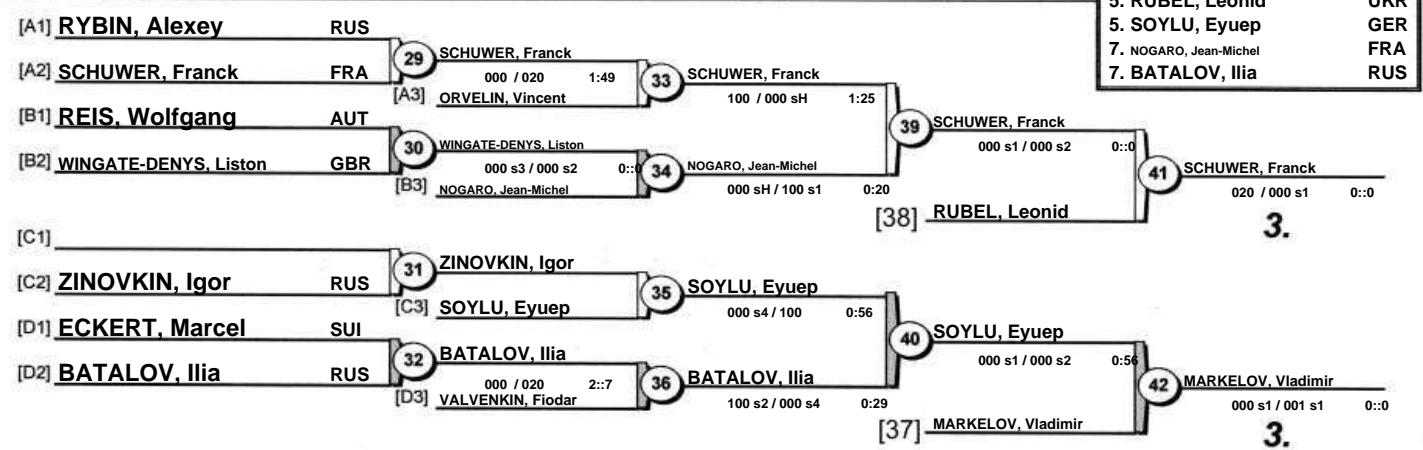 5. RUBEL, Leonid UKR
5. SOYLU, Eyuep GER
7. NOGARO, Jean-Michel FRA
7. BATALOV, Ilia RUS
[A1] RYBIN, Alexey RUS
[A2] SCHUWER, Franck FRA
29 SCHUWER, Franck
000 / 020 1:49
[A3] ORVELIN, Vincent
33 SCHUWER, Franck
100 / 000 sH 1:25
[B1] REIS, Wolfgang AUT
[B2] WINGATE-DENYS, Liston GBR
30 WINGATE-DENYS, Liston
000 s3 / 000 s2 0::0
[B3] NOGARO, Jean-Michel
34 NOGARO, Jean-Michel
000 sH / 100 s1 0:20
39 SCHUWER, Franck
000 s1 / 000 s2 0::0
[38] RUBEL, Leonid
41 SCHUWER, Franck
020 / 000 s1 0::0
3.
[C1]
[C2] ZINOVKIN, Igor RUS
31 ZINOVKIN, Igor
[C3] SOYLU, Eyuep
35 SOYLU, Eyuep
000 s4 / 100 0:56
[D1] ECKERT, Marcel SUI
[D2] BATALOV, Ilia RUS
32 BATALOV, Ilia
000 / 020 2::7
[D3] VALVENKIN, Fiodar
36 BATALOV, Ilia
100 s2 / 000 s4 0:29
40 SOYLU, Eyuep
000 s1 / 000 s2 0:56
[37] MARKELOV, Vladimir
42 MARKELOV, Vladimir
000 s1 / 001 s1 0::0
3.